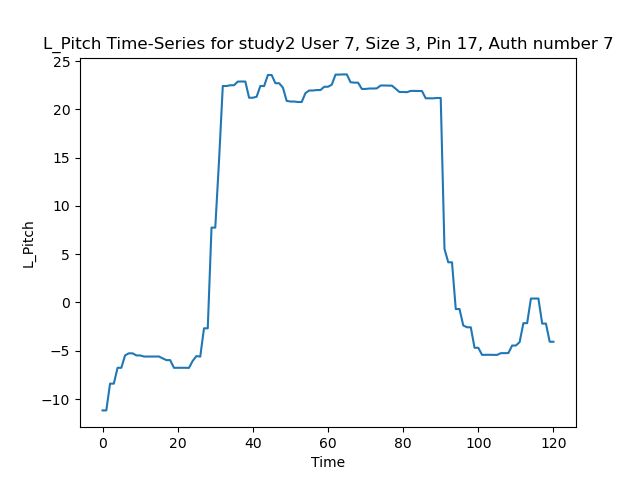 L_Pitch Time-Series for study2 User 7, Size 3, Pin 17, Auth number 7
25
20
15
10
5
0
−5
−10
L_Pitch
0 20 40 60 80 100 120
Time